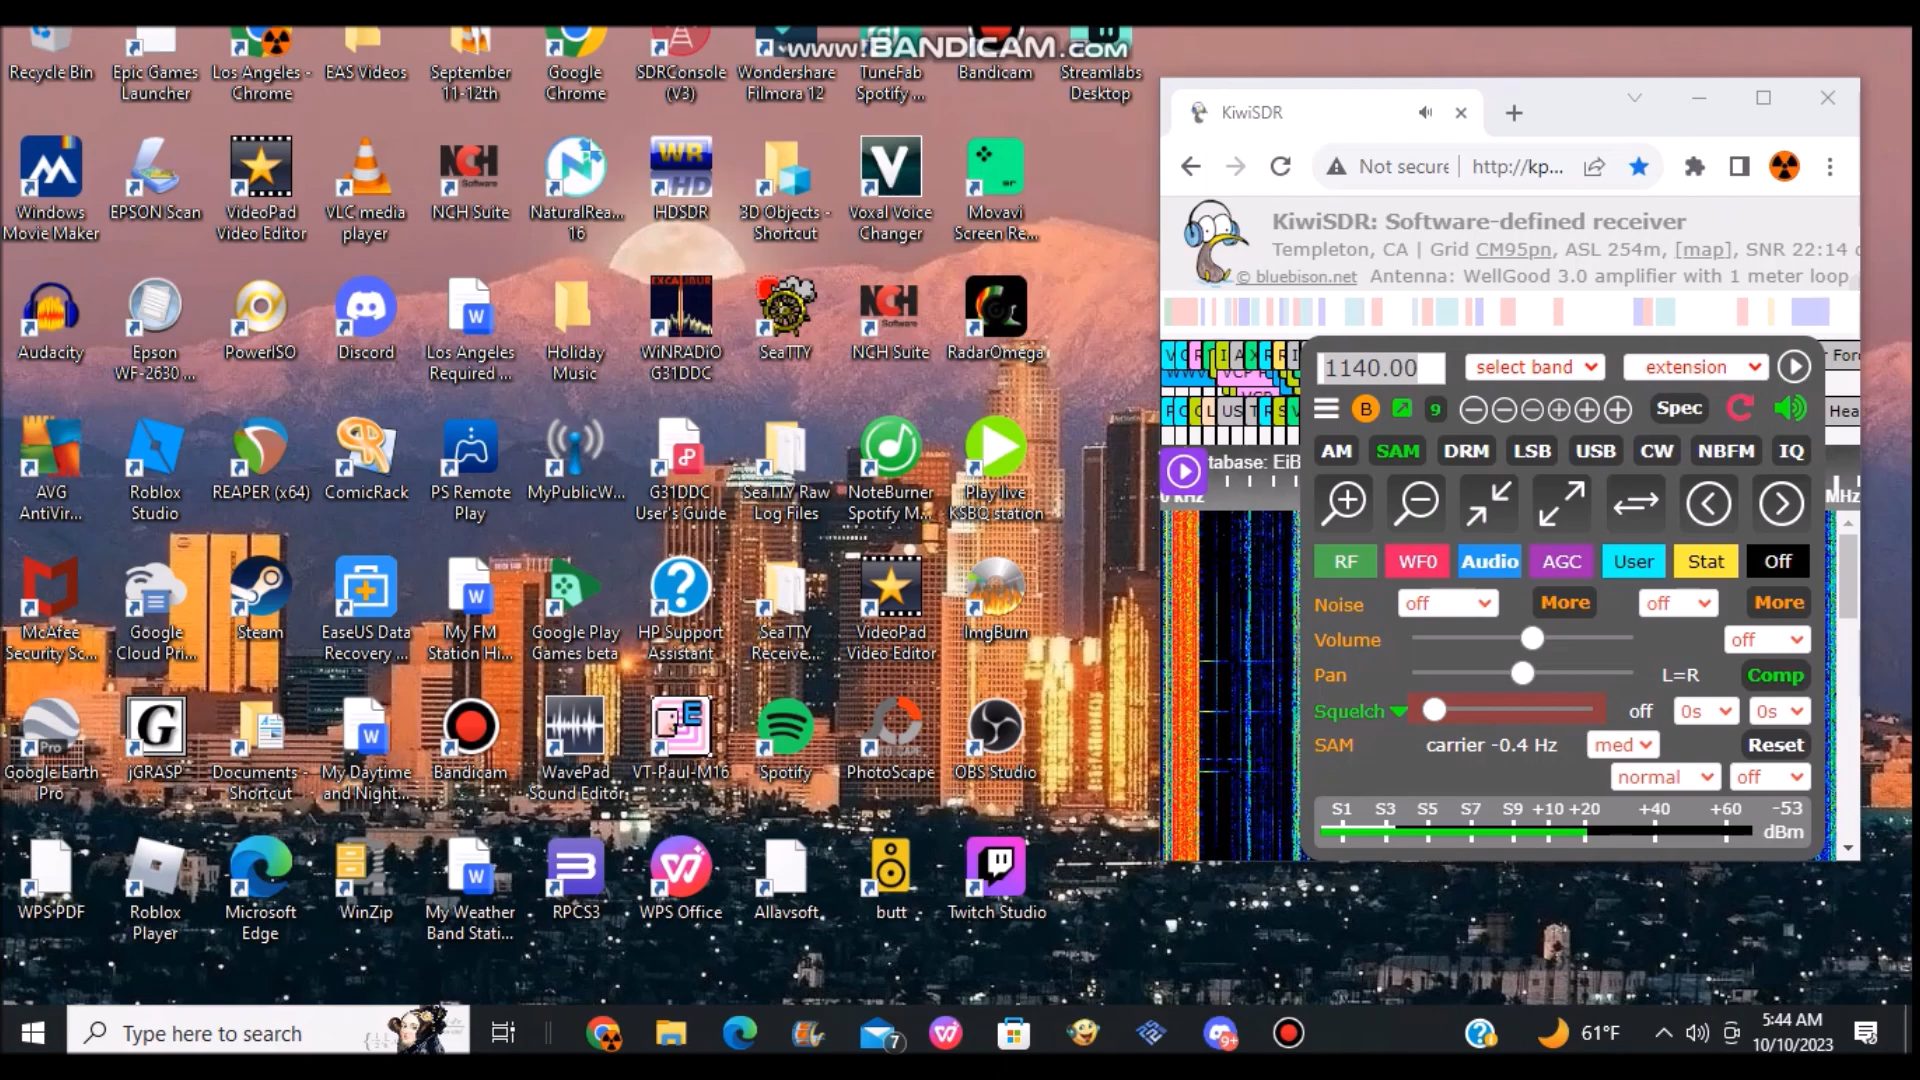 www.BANDICAM.com
Recycle Bin
Epic Games
Launcher
Los Angeles -
Chrome
EAS Videos
September
11-12th
Google
Chrome
SDRConsole
(V3)
Wondershare
Filmora 12
TuneFab
Spotify ...
Bandicam
Streamlabs
Desktop
Windows
Movie Maker
EPSON Scan
VideoPad
Video Editor
VLC media
player
NCH Suite
NaturalRea...
16
HDSDR
3D Objects -
Shortcut
Voxal Voice
Changer
Movavi
Screen Re...
Audacity
Epson
WF-2630 ...
PowerISO
Discord
Los Angeles
Required ...
Holiday
Music
WiNRADiO
G31DDC
SeaTTY
NCH Suite
RadarOmega
AVG
AntiVir...
Roblox
Studio
REAPER (x64)
ComicRack
PS Remote
Play
MyPublicW...
G31DDC
User's Guide
SeaTTY Raw
Log Files
NoteBurner
Spotify M...
Play live
KSBQ station
McAfee
Security Sc...
Google
Cloud Pri...
Steam
EaseUS Data
Recovery ...
My FM
Station Hi...
Google Play
Games beta
HP Support
Assistant
SeaTTY
Receive...
VideoPad
Video Editor
ImgBurn
Google Earth
Pro
jGRASP
Documents -
Shortcut
My Daytime
and Night...
Bandicam
WavePad
Sound Editor
VT-Paul-M16
Spotify
PhotoScape
OBS Studio
WPS PDF
Roblox
Player
Microsoft
Edge
WinZip
My Weather
Band Stati...
RPCS3
WPS Office
Allavsoft
butt
Twitch Studio
KiwiSDR
Not secure
http://kp...
KiwiSDR: Software-defined receiver
Templeton, CA | Grid CM95pn, ASL 254m, [map], SNR 22:14
© bluebison.net Antenna: WellGood 3.0 amplifier with 1 meter loop
1140.00
select band
extension
B
9
Spec
AM SAM DRM LSB USB CW NBFM IQ
tabase: EiB
0 kHz
MHz
RF WF0 Audio AGC User Stat Off
Noise off More off More
Volume off
Pan L=R Comp
Squelch off 0s 0s
SAM carrier -0.4 Hz med Reset
normal off
S1 S3 S5 S7 S9 +10 +20 +40 +60 -53
dBm
Type here to search
7
9+
61°F
5:44 AM
10/10/2023